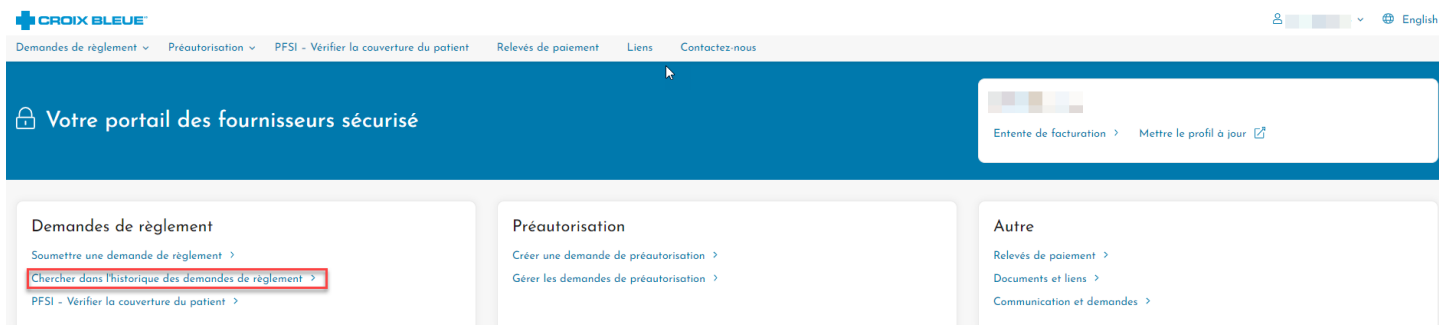 CROIX BLEUE
English
Demandes de règlement
Préautorisation
PFSI - Vérifier la couverture du patient
Relevés de paiement
Liens
Contactez-nous
Votre portail des fournisseurs sécurisé
Entente de facturation
Mettre le profil à jour
Demandes de règlement
Soumettre une demande de règlement
Chercher dans l'historique des demandes de règlement
PFSI - Vérifier la couverture du patient
Préautorisation
Créer une demande de préautorisation
Gérer les demandes de préautorisation
Autre
Relevés de paiement
Documents et liens
Communication et demandes